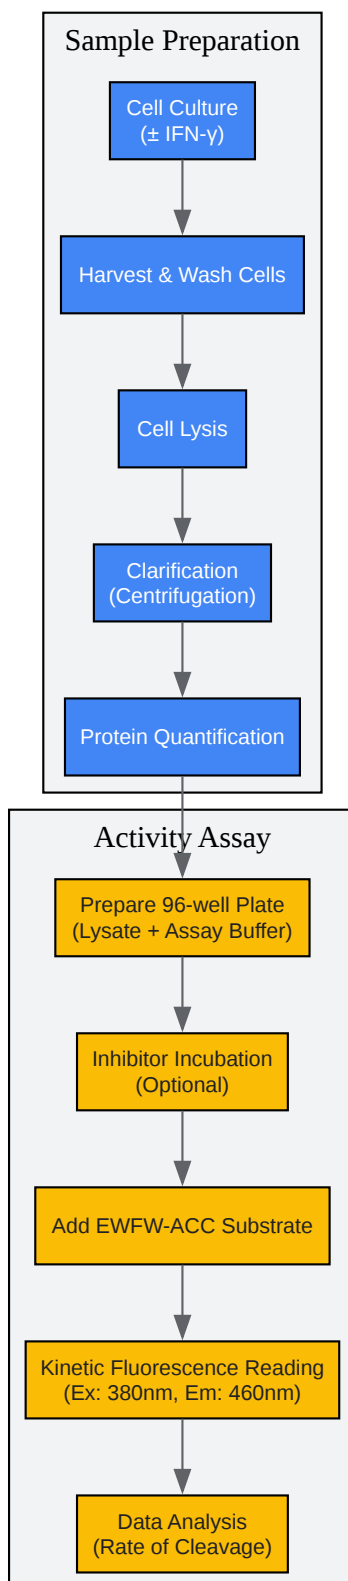 Sample Preparation
Cell Culture
(± IFN-γ)
Harvest & Wash Cells
Cell Lysis
Clarification
(Centrifugation)
Protein Quantification
Activity Assay
Prepare 96-well Plate
(Lysate + Assay Buffer)
Inhibitor Incubation
(Optional)
Add EWFW-ACC Substrate
Kinetic Fluorescence Reading
(Ex: 380nm, Em: 460nm)
Data Analysis
(Rate of Cleavage)